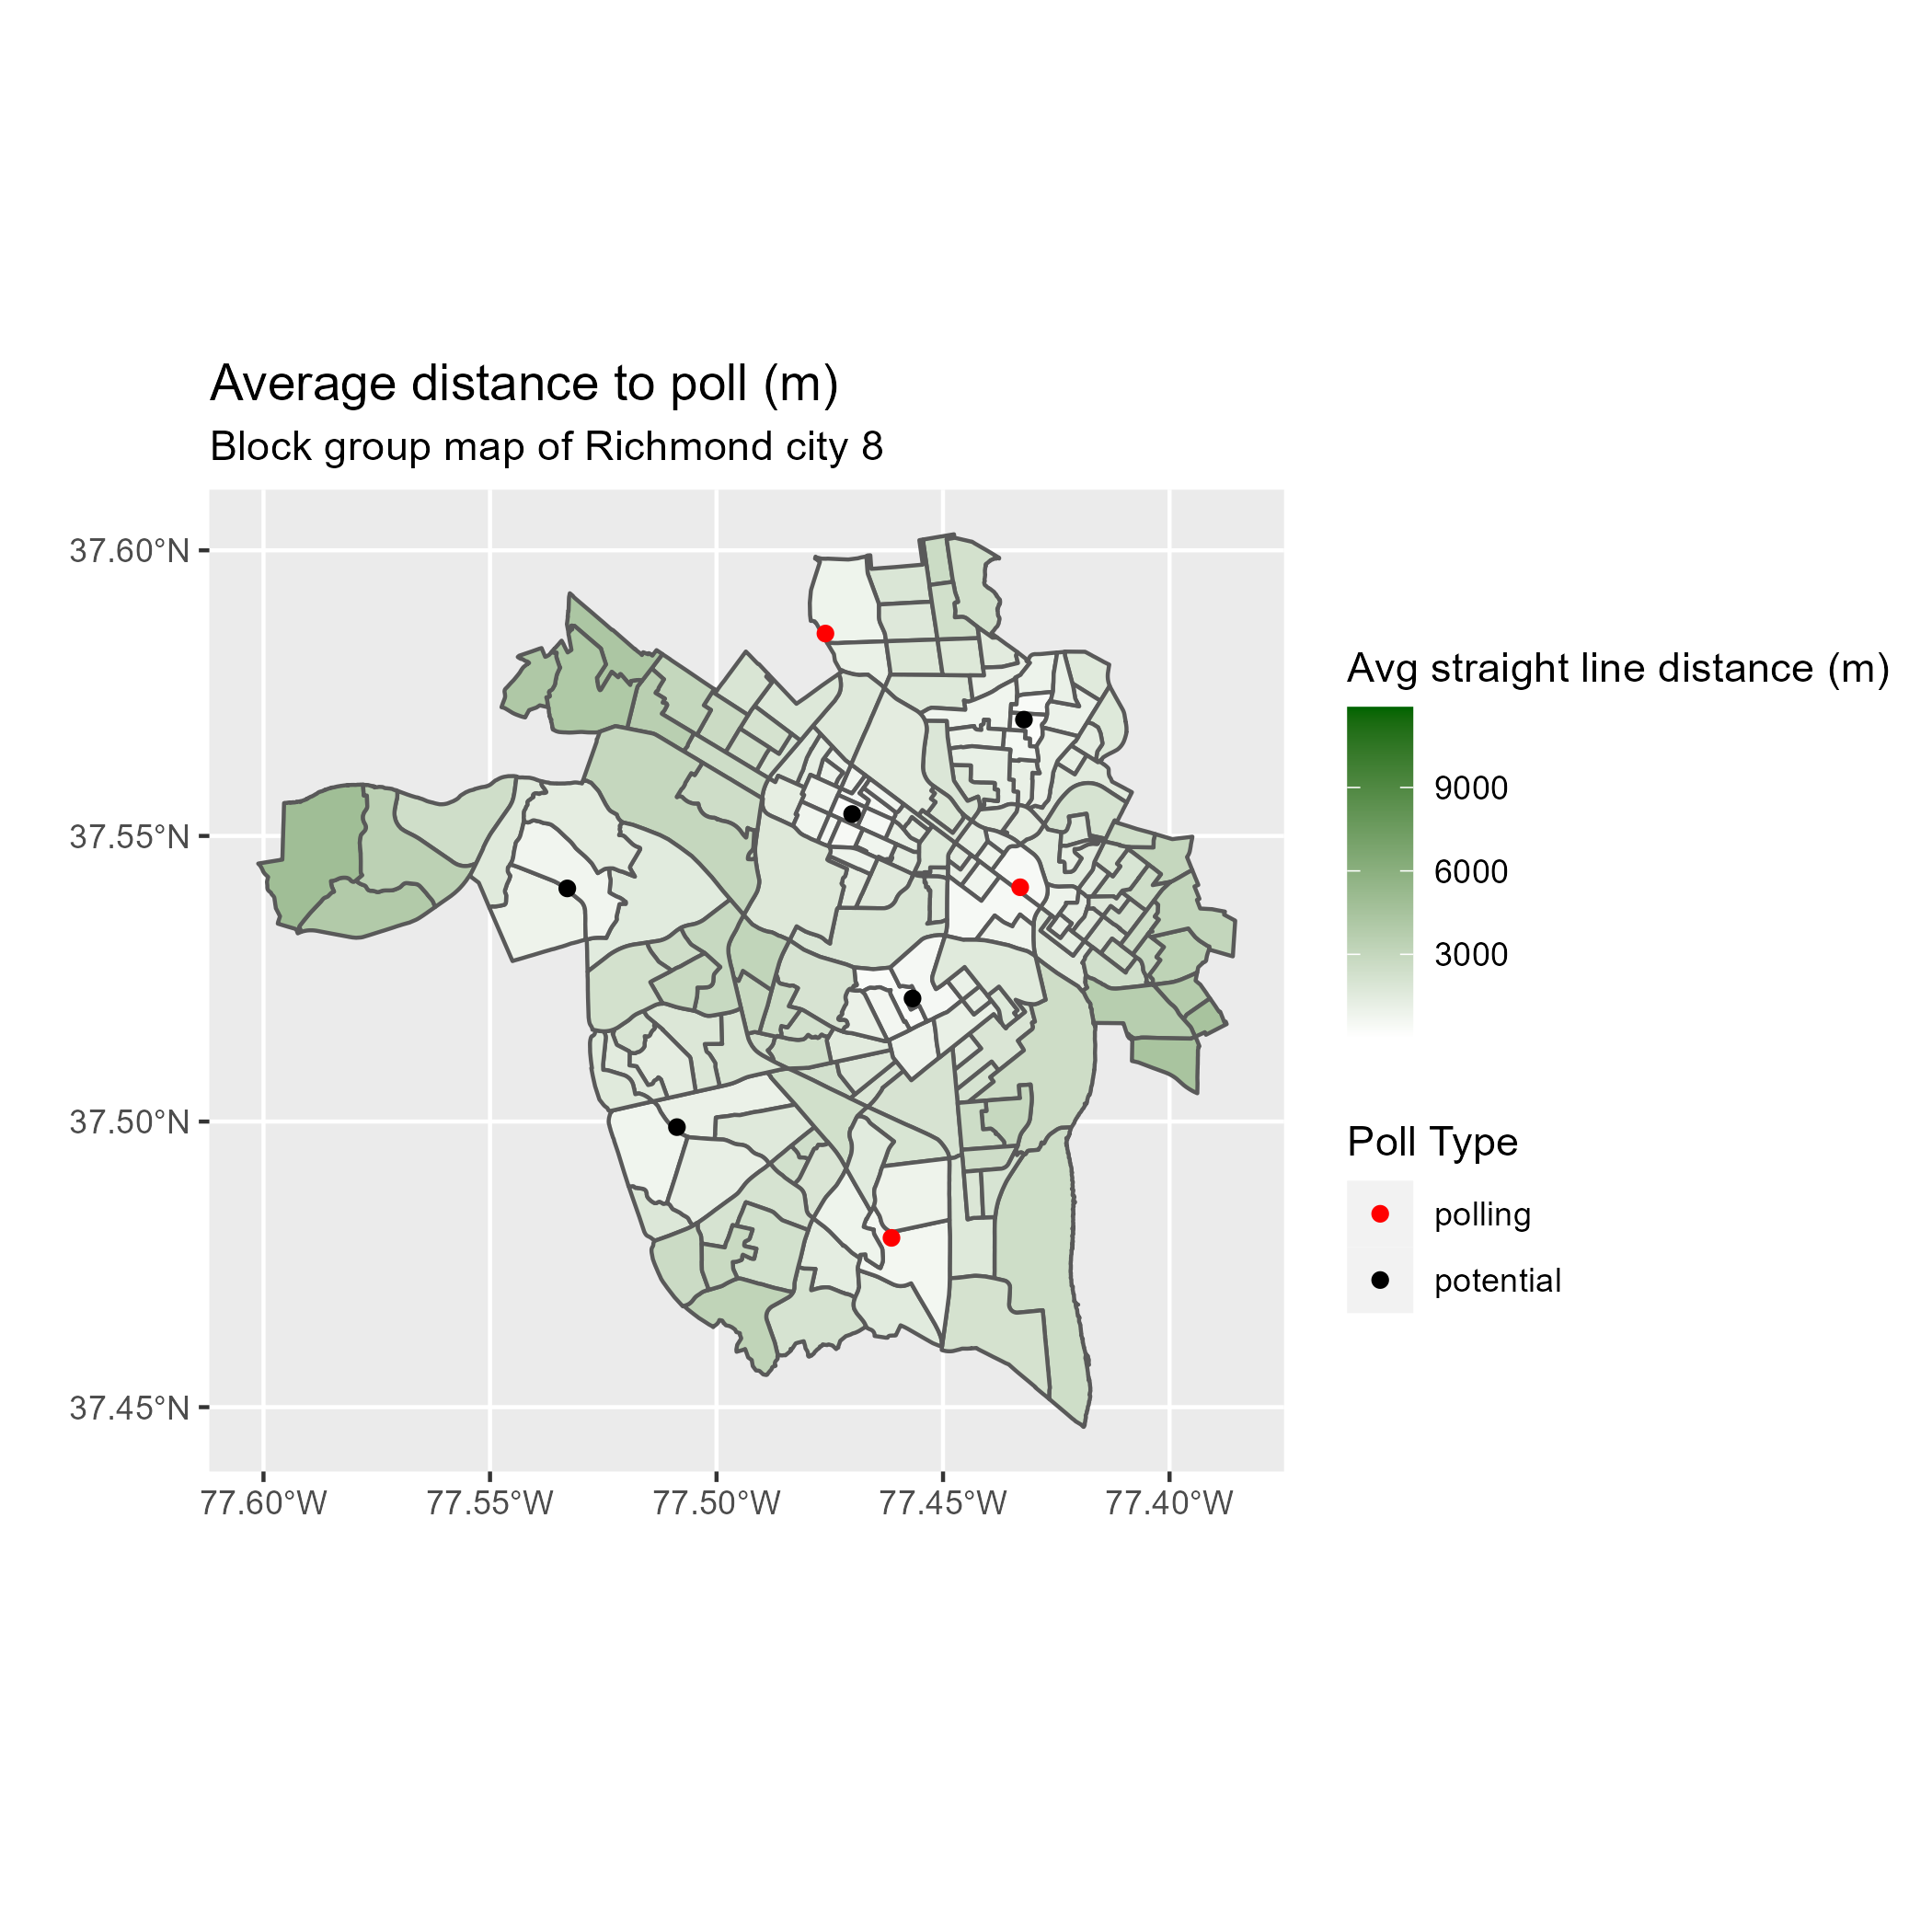 Average distance to poll (m)
Block group map of Richmond city 8
37.60°N
37.55°N
37.50°N
37.45°N
77.60°W
77.55°W
77.50°W
77.45°W
77.40°W
Avg straight line distance (m)
9000
6000
3000
Poll Type
polling
potential